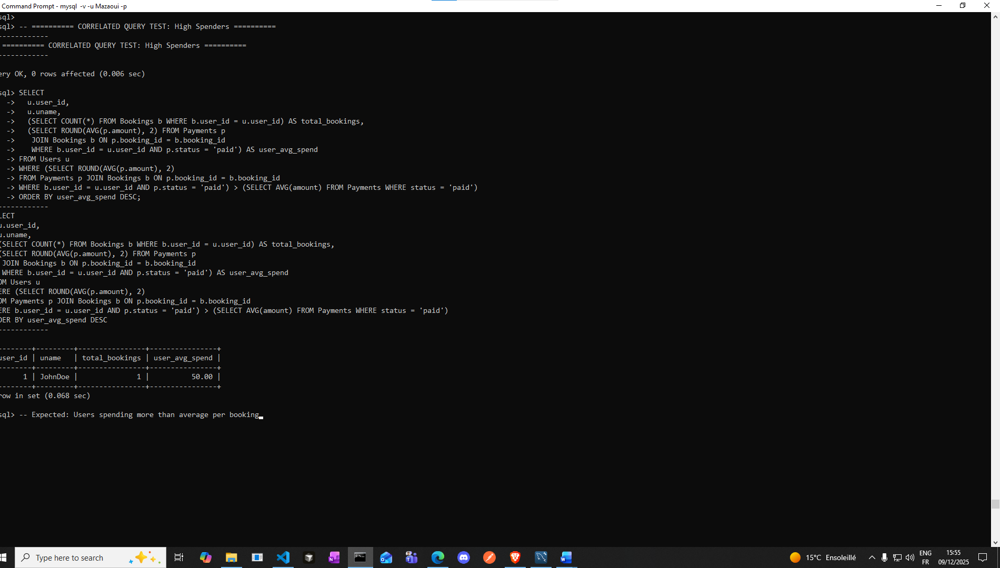 Command Prompt - mysql  -v -u Mazaoui -p
sql>
sql> -- ========== CORRELATED QUERY TEST: High Spenders ==========
------------
========== CORRELATED QUERY TEST: High Spenders ==========
------------
ery OK, 0 rows affected (0.006 sec)
sql> SELECT
->   u.user_id,
->   u.uname,
->   (SELECT COUNT(*) FROM Bookings b WHERE b.user_id = u.user_id) AS total_bookings,
->   (SELECT ROUND(AVG(p.amount), 2) FROM Payments p
->    JOIN Bookings b ON p.booking_id = b.booking_id
->    WHERE b.user_id = u.user_id AND p.status = 'paid') AS user_avg_spend
-> FROM Users u
-> WHERE (SELECT ROUND(AVG(p.amount), 2)
-> FROM Payments p JOIN Bookings b ON p.booking_id = b.booking_id
-> WHERE b.user_id = u.user_id AND p.status = 'paid') > (SELECT AVG(amount) FROM Payments WHERE status = 'paid')
-> ORDER BY user_avg_spend DESC;
------------
LECT
u.user_id,
u.uname,
(SELECT COUNT(*) FROM Bookings b WHERE b.user_id = u.user_id) AS total_bookings,
(SELECT ROUND(AVG(p.amount), 2) FROM Payments p
JOIN Bookings b ON p.booking_id = b.booking_id
WHERE b.user_id = u.user_id AND p.status = 'paid') AS user_avg_spend
OM Users u
ERE (SELECT ROUND(AVG(p.amount), 2)
OM Payments p JOIN Bookings b ON p.booking_id = b.booking_id
ERE b.user_id = u.user_id AND p.status = 'paid') > (SELECT AVG(amount) FROM Payments WHERE status = 'paid')
DER BY user_avg_spend DESC
------------
--------+---------+----------------+----------------+
user_id | uname   | total_bookings | user_avg_spend |
--------+---------+----------------+----------------+
1 | JohnDoe |              1 |          50.00 |
--------+---------+----------------+----------------+
row in set (0.068 sec)
sql> -- Expected: Users spending more than average per booking
Type here to search
15°C  Ensoleillé
ENG
FR
15:55
09/12/2025